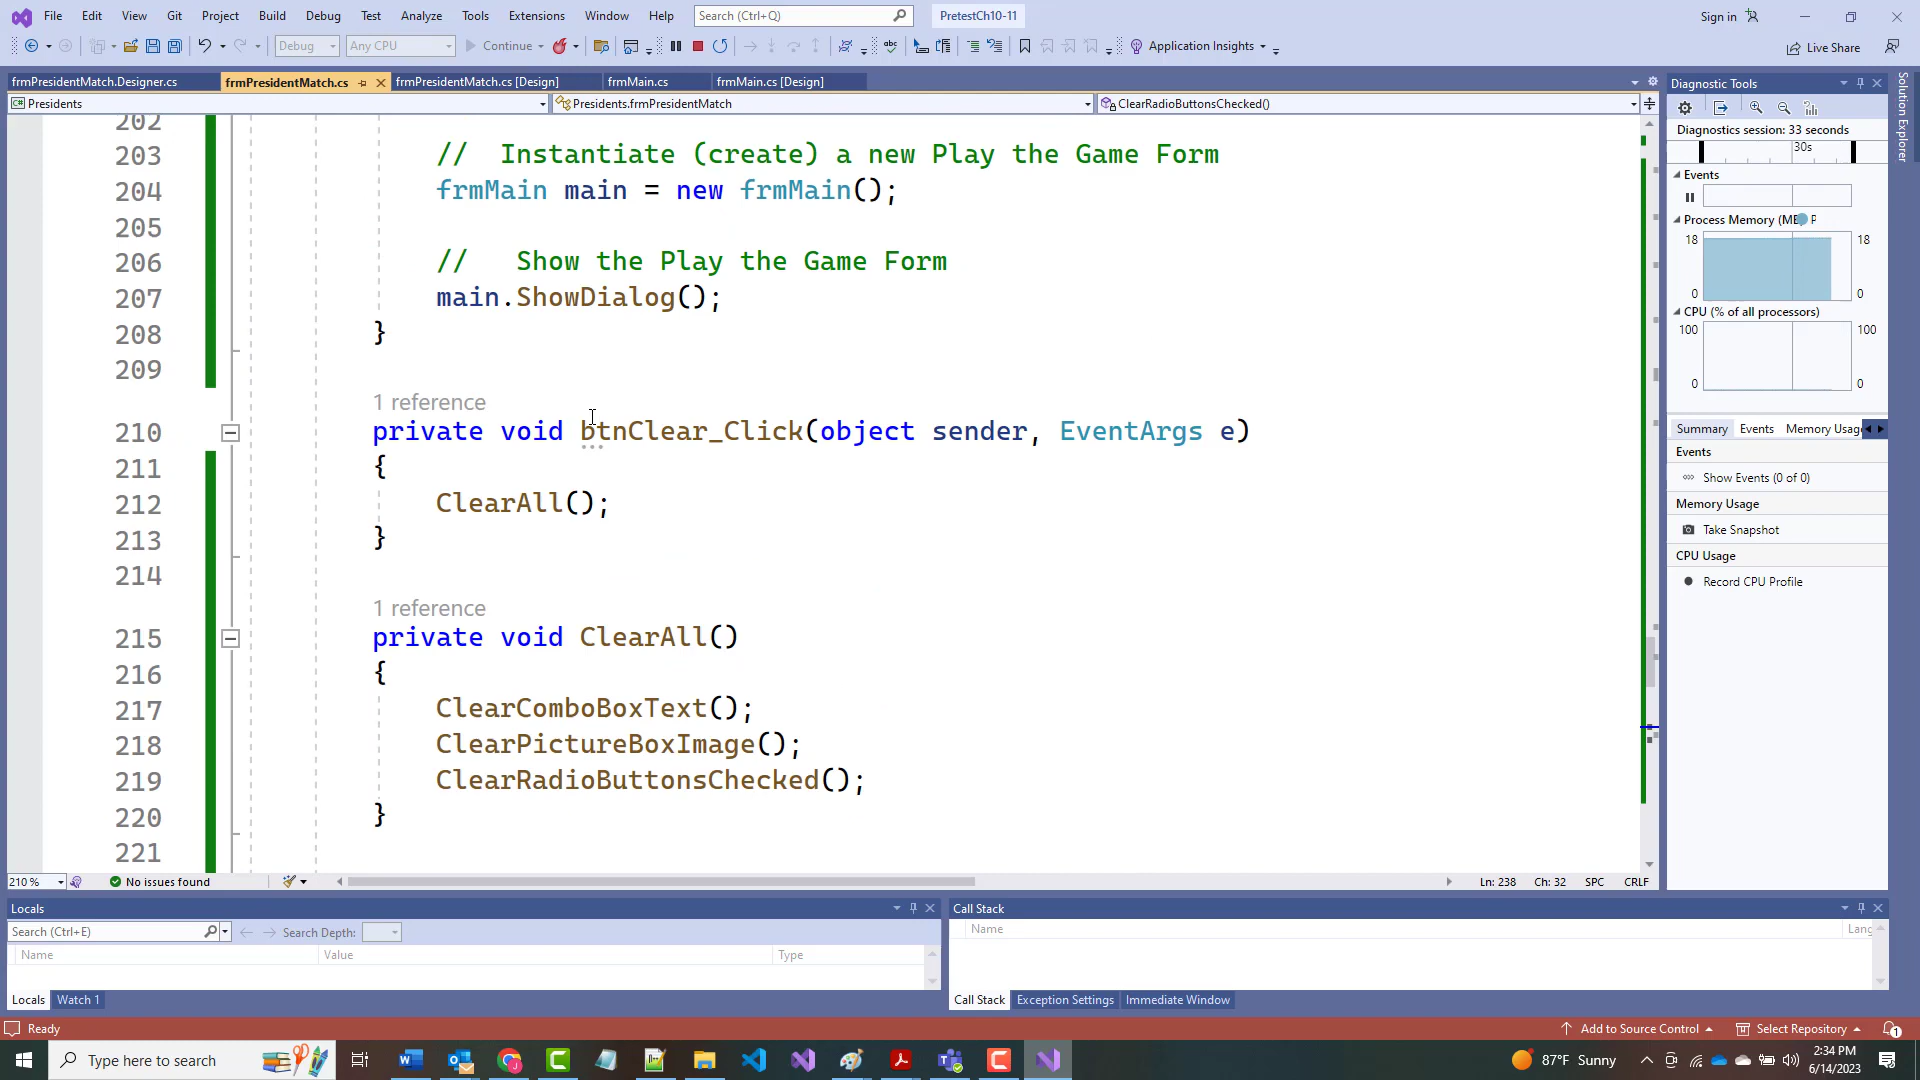 File Edit View Git Project Build Debug Test Analyze Tools Extensions Window Help Search (Ctrl+Q) PretestCh10-11 Sign in
Debug Any CPU Continue Application Insights Live Share
frmPresidentMatch.Designer.cs frmPresidentMatch.cs frmPresidentMatch.cs [Design] frmMain.cs frmMain.cs [Design]
Presidents Presidents.frmPresidentMatch ClearRadioButtonsChecked()
202
203 // Instantiate (create) a new Play the Game Form
204 frmMain main = new frmMain();
205
206 // Show the Play the Game Form
207 main.ShowDialog();
208 }
209
1 reference
210 private void btnClear_Click(object sender, EventArgs e)
211 {
212 ClearAll();
213 }
214
1 reference
215 private void ClearAll()
216 {
217 ClearComboBoxText();
218 ClearPictureBoxImage();
219 ClearRadioButtonsChecked();
220 }
221
210 % No issues found Ln: 238 Ch: 32 SPC CRLF
Diagnostic Tools
Diagnostics session: 33 seconds
30s
Events
Process Memory (MB P
18 18
0 0
CPU (% of all processors)
100 100
0 0
Summary Events Memory Usag
Events
Show Events (0 of 0)
Memory Usage
Take Snapshot
CPU Usage
Record CPU Profile
Solution Explorer
Locals
Search (Ctrl+E) Search Depth:
Name Value Type
Locals Watch 1
Call Stack
Name Lang
Call Stack Exception Settings Immediate Window
Ready Add to Source Control Select Repository 1
Type here to search 87°F Sunny 2:34 PM
6/14/2023